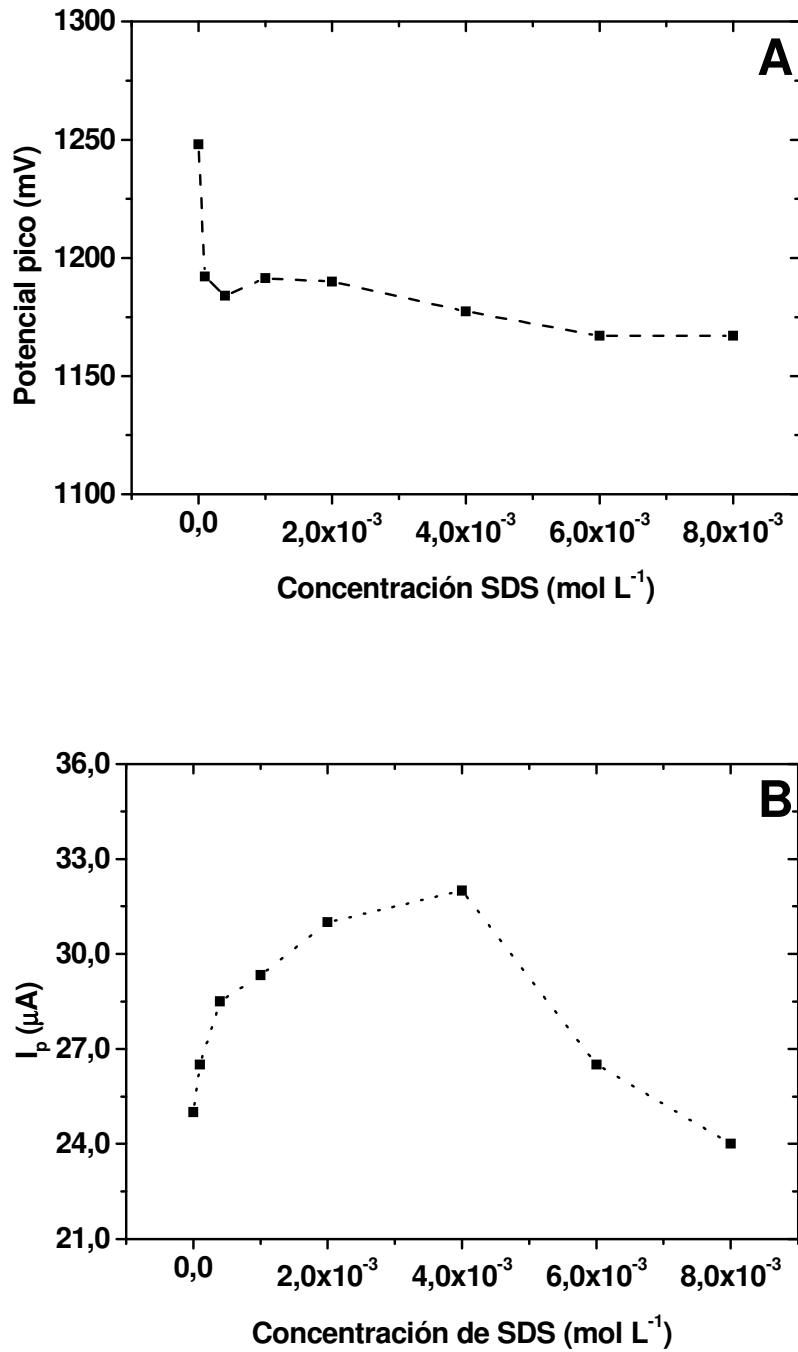 A
1300
1250
1200
1150
1100
Potencial pico (mV)
0,0 2,0x10⁻³ 4,0x10⁻³ 6,0x10⁻³ 8,0x10⁻³
Concentración SDS (mol L⁻¹)
B
36,0
33,0
30,0
27,0
24,0
21,0
Iₚ (µA)
0,0 2,0x10⁻³ 4,0x10⁻³ 6,0x10⁻³ 8,0x10⁻³
Concentración de SDS (mol L⁻¹)